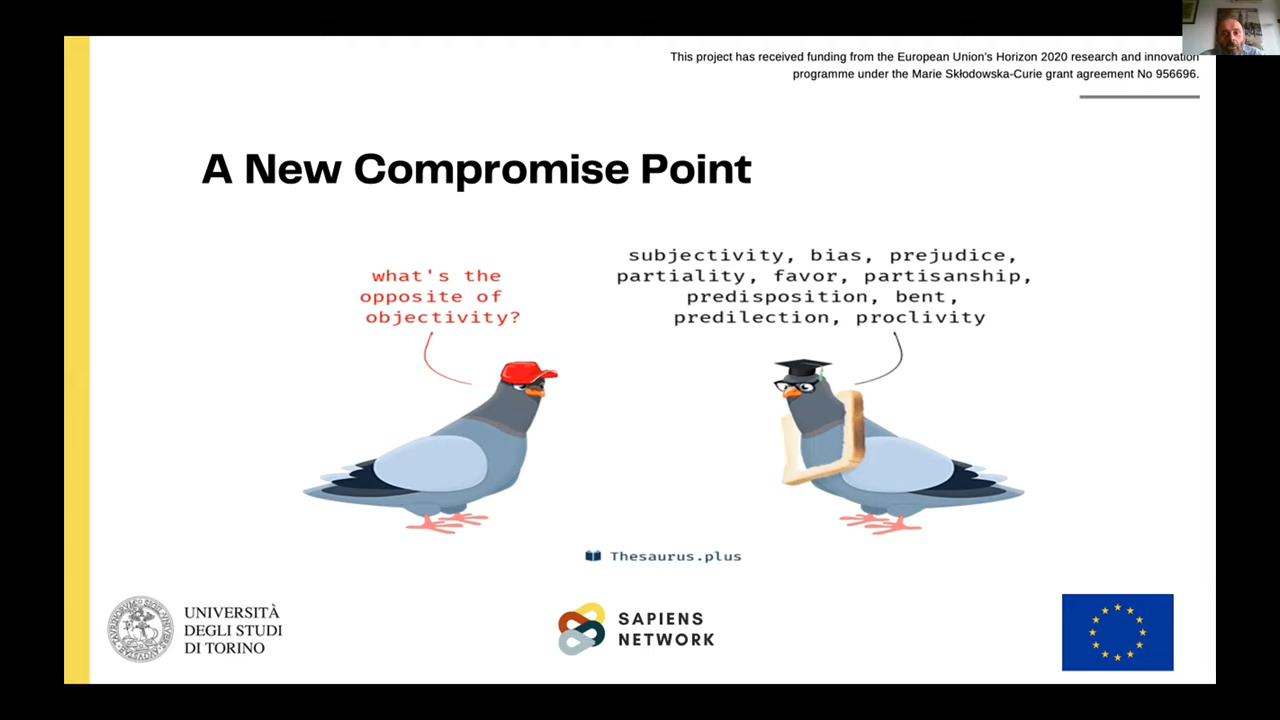 This project has received funding from the European Union's Horizon 2020 research and innovation
programme under the Marie Skłodowska-Curie grant agreement No 956696.
A New Compromise Point
what's the
opposite of
objectivity?
subjectivity, bias, prejudice,
partiality, favor, partisanship,
predisposition, bent,
predilection, proclivity
Thesaurus.plus
UNIVERSITÀ
DEGLI STUDI
DI TORINO
SAPIENS
NETWORK